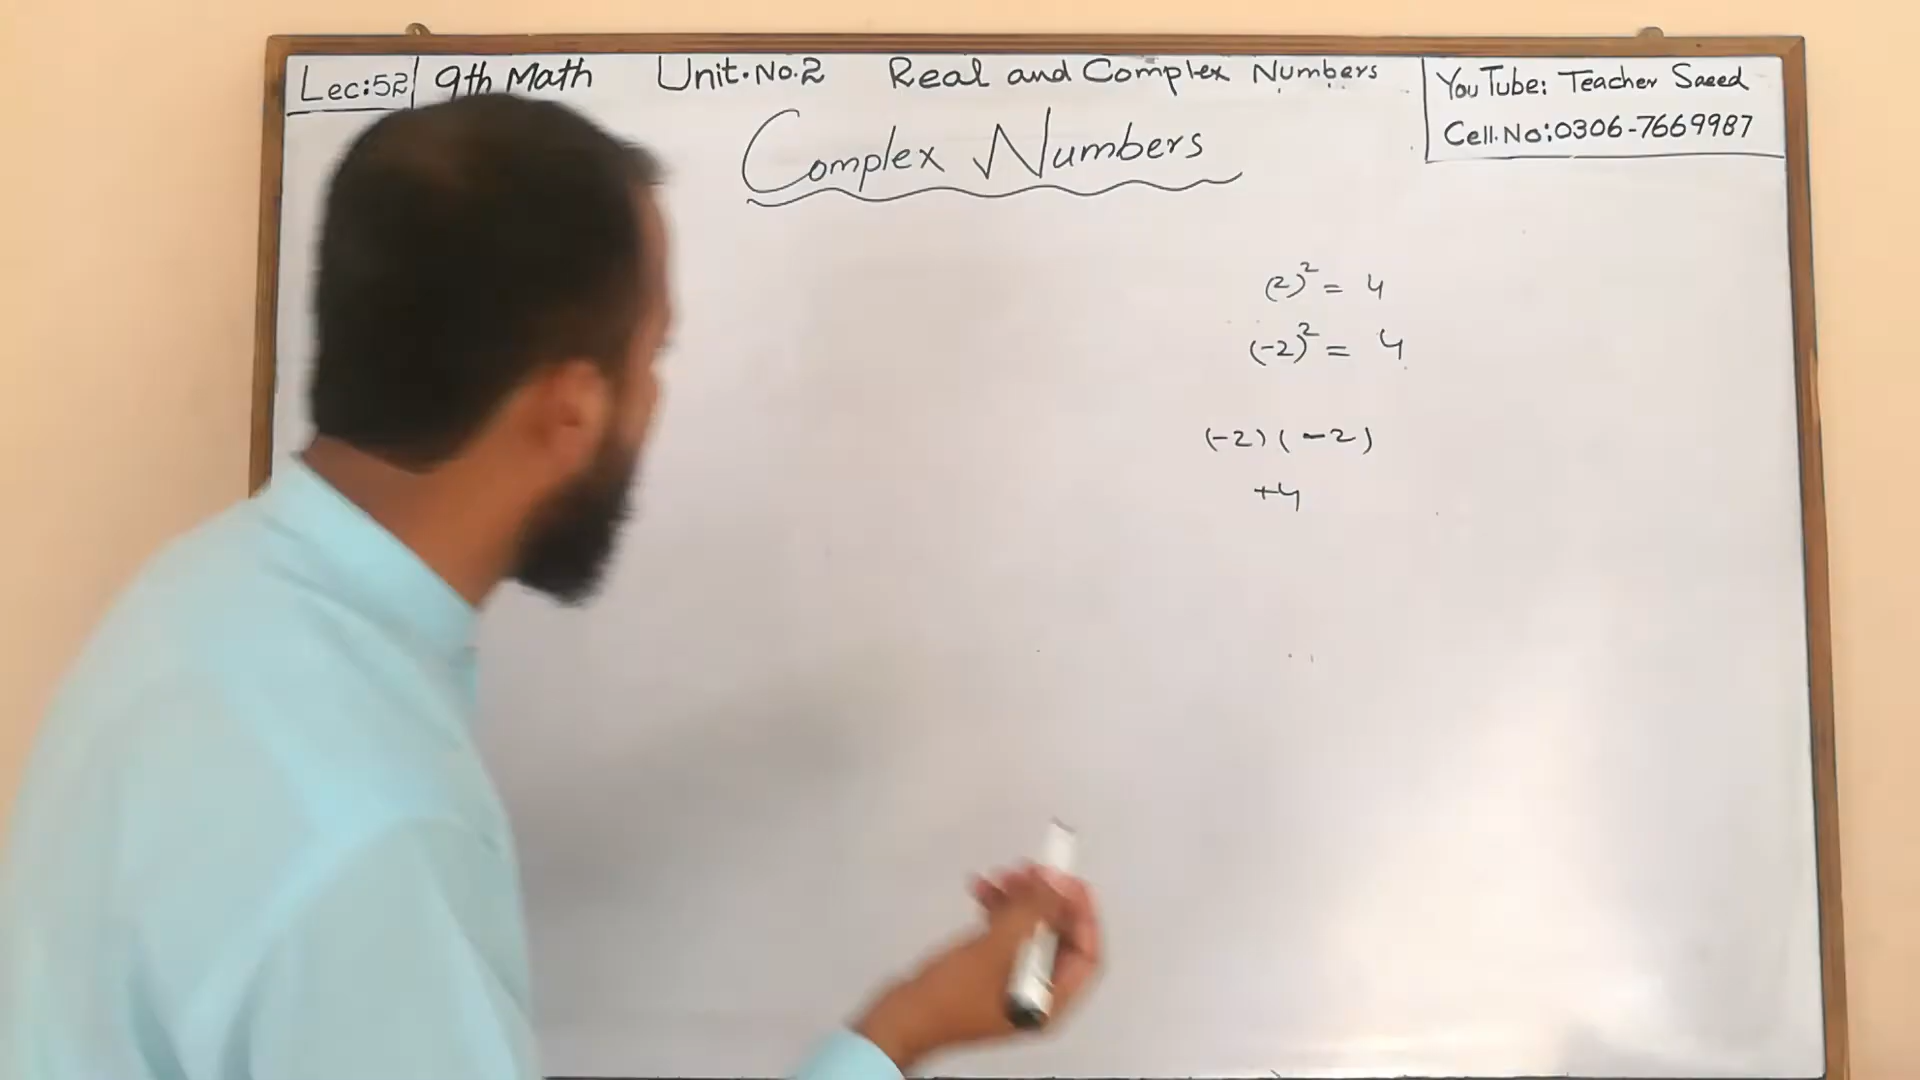 Lec:52 9th Math Unit.No.2 Real and Complex Numbers
YouTube: Teacher Saeed
Cell.No:0306-7669987
Complex Numbers
(2)² = 4
(-2)² = 4
(-2)(-2)
+4